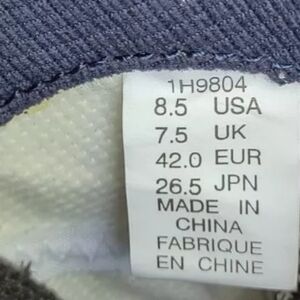 1H9804
8.5 USA
7.5 UK
42.0 EUR
26.5 JPN
MADE IN
CHINA
FABRIQUE
EN CHINE